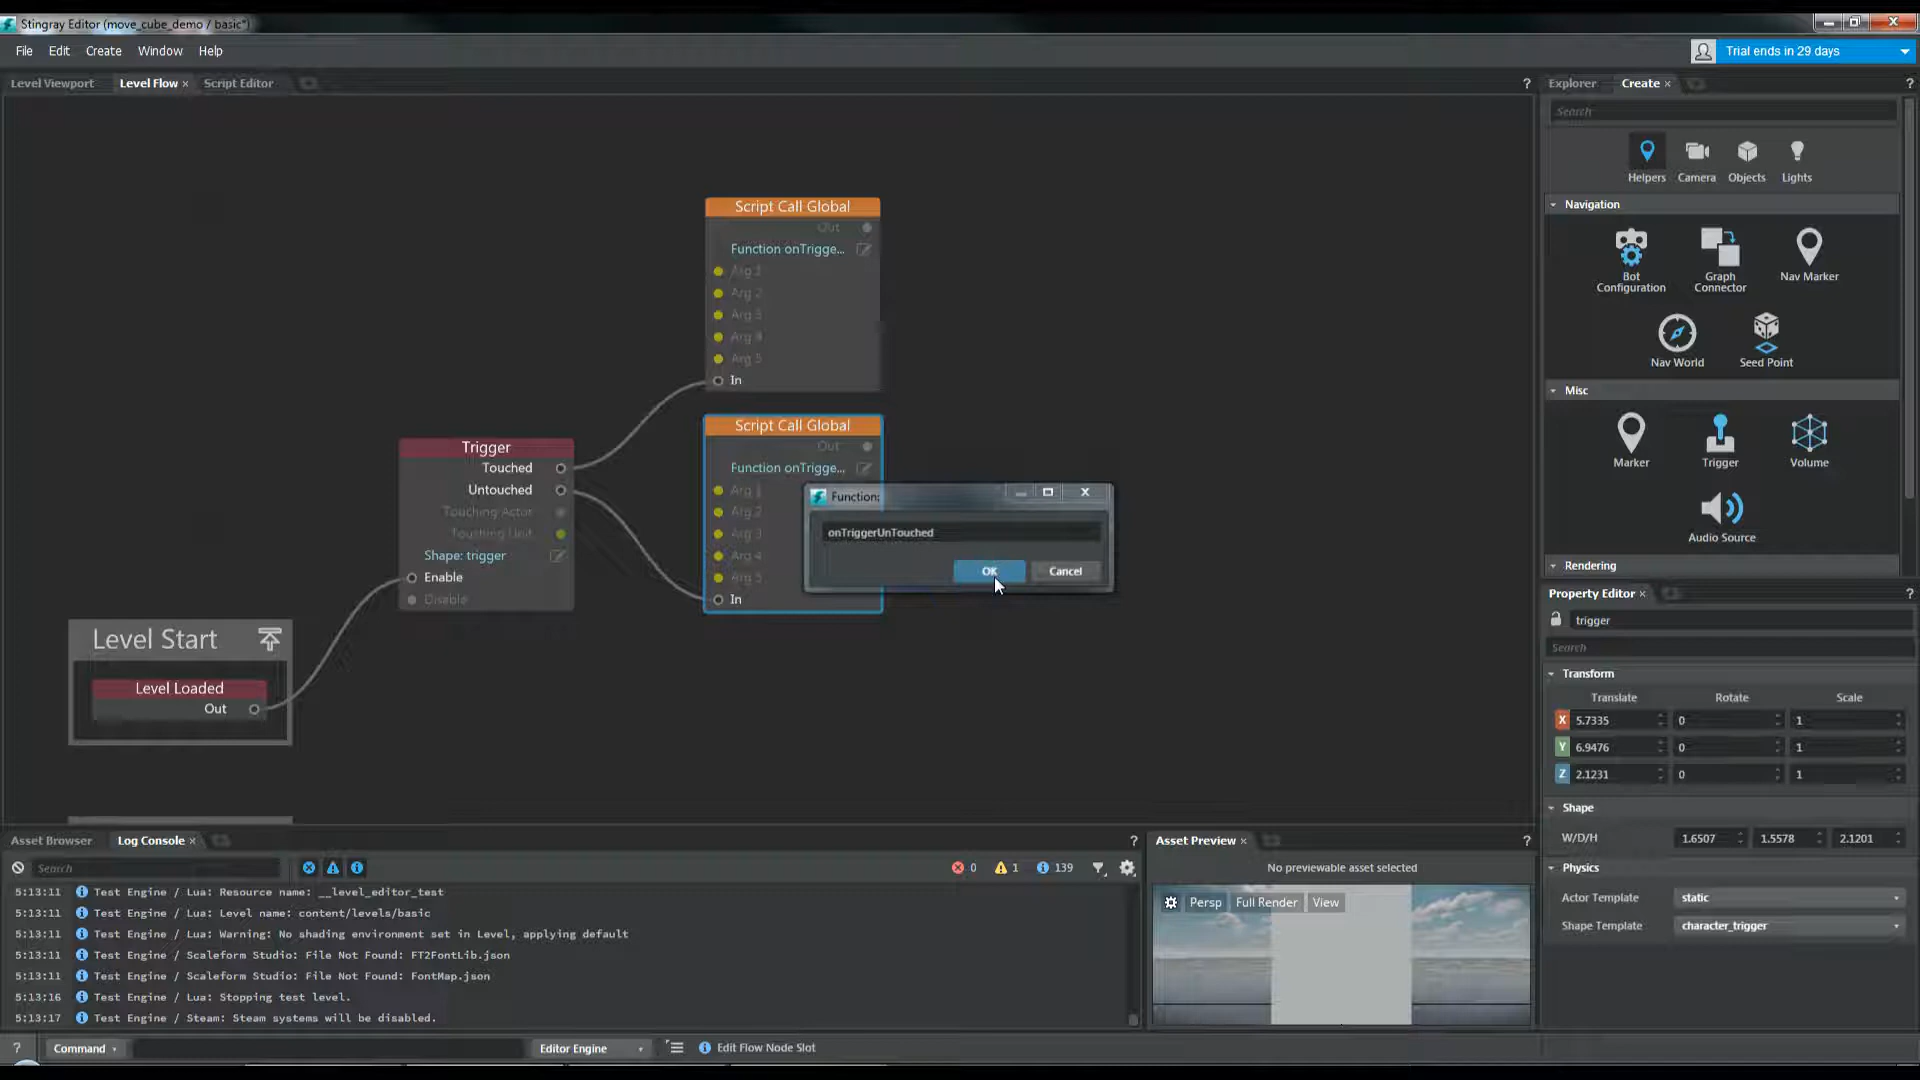 Stingray Editor (move_cube_demo / basic*)
File Edit Create Window Help
Trial ends in 29 days
Level Viewport Level Flow × Script Editor
?
Explorer Create ×
?
Search
Helpers Camera Objects Lights
Navigation
Bot Configuration
Graph Connector
Nav Marker
Nav World
Seed Point
Misc
Marker
Trigger
Volume
Audio Source
Rendering
Script Call Global
Out
Function onTrigge...
Arg 1
Arg 2
Arg 3
Arg 4
Arg 5
In
Script Call Global
Out
Function onTrigge...
Arg 1
Arg 2
Arg 3
Arg 4
Arg 5
In
Trigger
Touched
Untouched
Touching Actor
Touching Unit
Shape: trigger
Enable
Disable
Level Start
Level Loaded
Out
Function:
onTriggerUnTouched
OK
Cancel
Property Editor ×
?
trigger
Search
Transform
Translate Rotate Scale
X 5.7335 0 1
Y 6.9476 0 1
Z 2.1231 0 1
Shape
W/D/H 1.6507 1.5578 2.1201
Physics
Actor Template static
Shape Template character_trigger
Asset Browser Log Console ×
?
Search
0 1 139
5:13:11 Test Engine / Lua: Resource name: __level_editor_test
5:13:11 Test Engine / Lua: Level name: content/levels/basic
5:13:11 Test Engine / Lua: Warning: No shading environment set in Level, applying default
5:13:11 Test Engine / Scaleform Studio: File Not Found: FT2FontLib.json
5:13:11 Test Engine / Scaleform Studio: File Not Found: FontMap.json
5:13:16 Test Engine / Lua: Stopping test level.
5:13:17 Test Engine / Steam: Steam systems will be disabled.
Asset Preview ×
?
No previewable asset selected
Persp Full Render View
? Command Editor Engine Edit Flow Node Slot